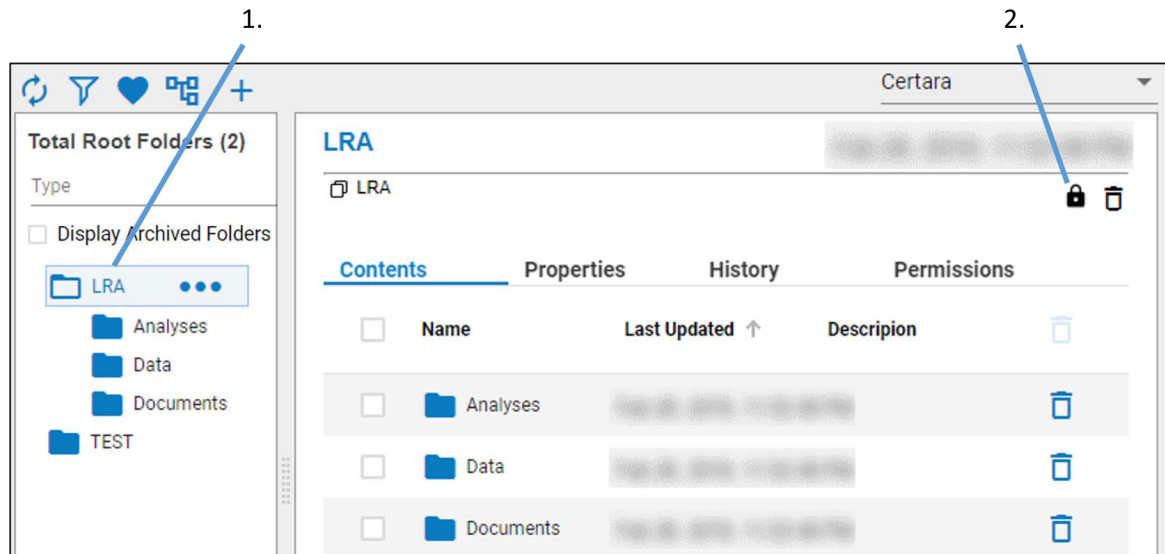 1.
2.
Certara
Total Root Folders (2)
Type
Display Archived Folders
LRA
Analyses
Data
Documents
TEST
LRA
LRA
Contents Properties History Permissions
Name Last Updated Descripion
Analyses
Data
Documents